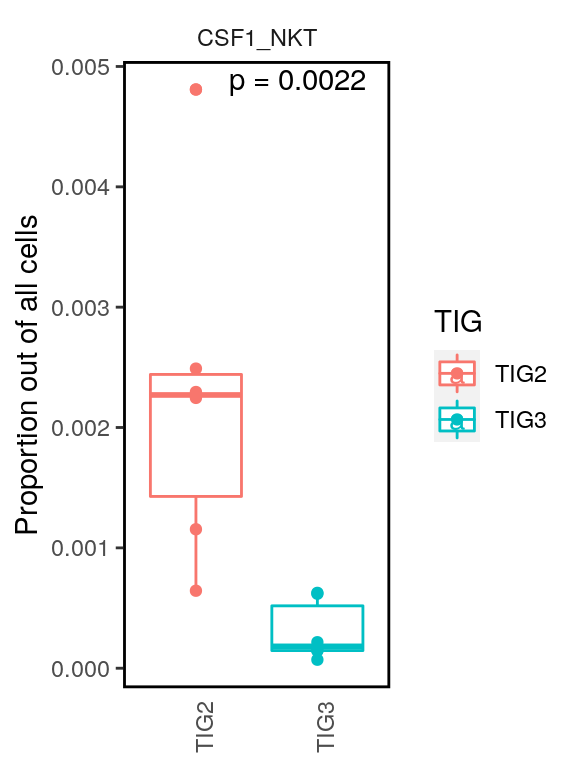 CSF1_NKT
p = 0.0022
Proportion out of all cells
0.005
0.004
0.003
0.002
0.001
0.000
TIG2
TIG3
TIG
TIG2
TIG3